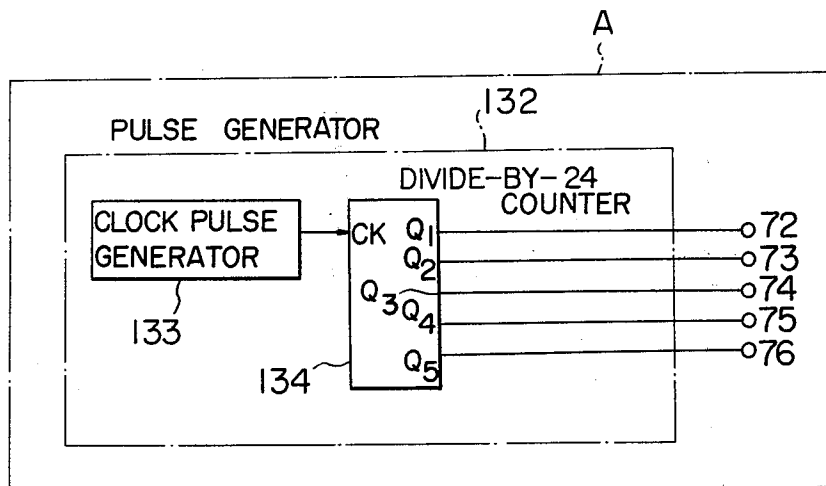 A
132
PULSE GENERATOR
DIVIDE-BY-24
COUNTER
CLOCK PULSE
GENERATOR
CK
Q1
Q2
Q3
Q4
Q5
72
73
74
75
76
133
134